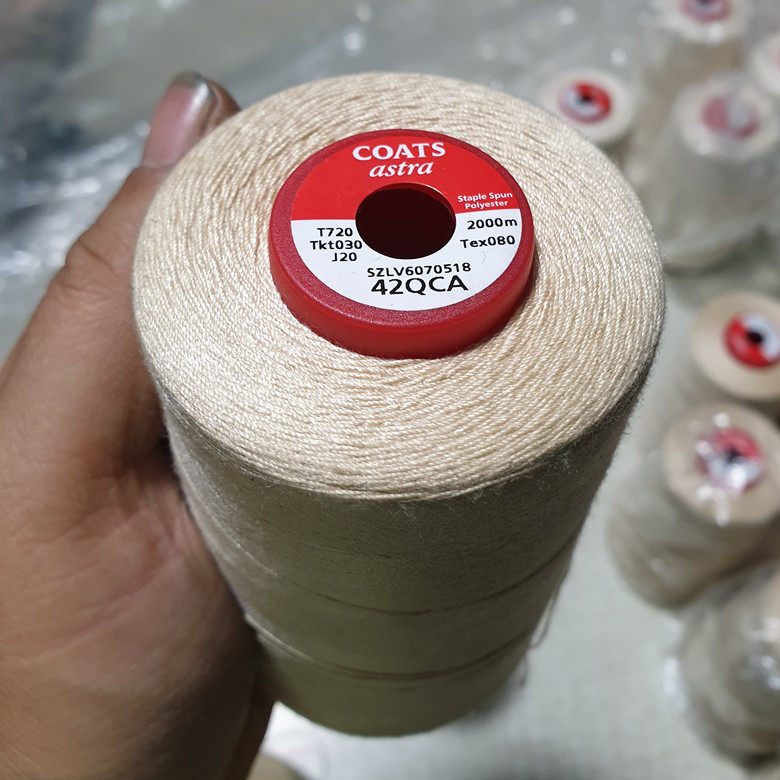 COATS
astra
Staple Spun
Polyester
T720
Tkt030
J20
2000m
Tex080
SZLV6070518
42QCA